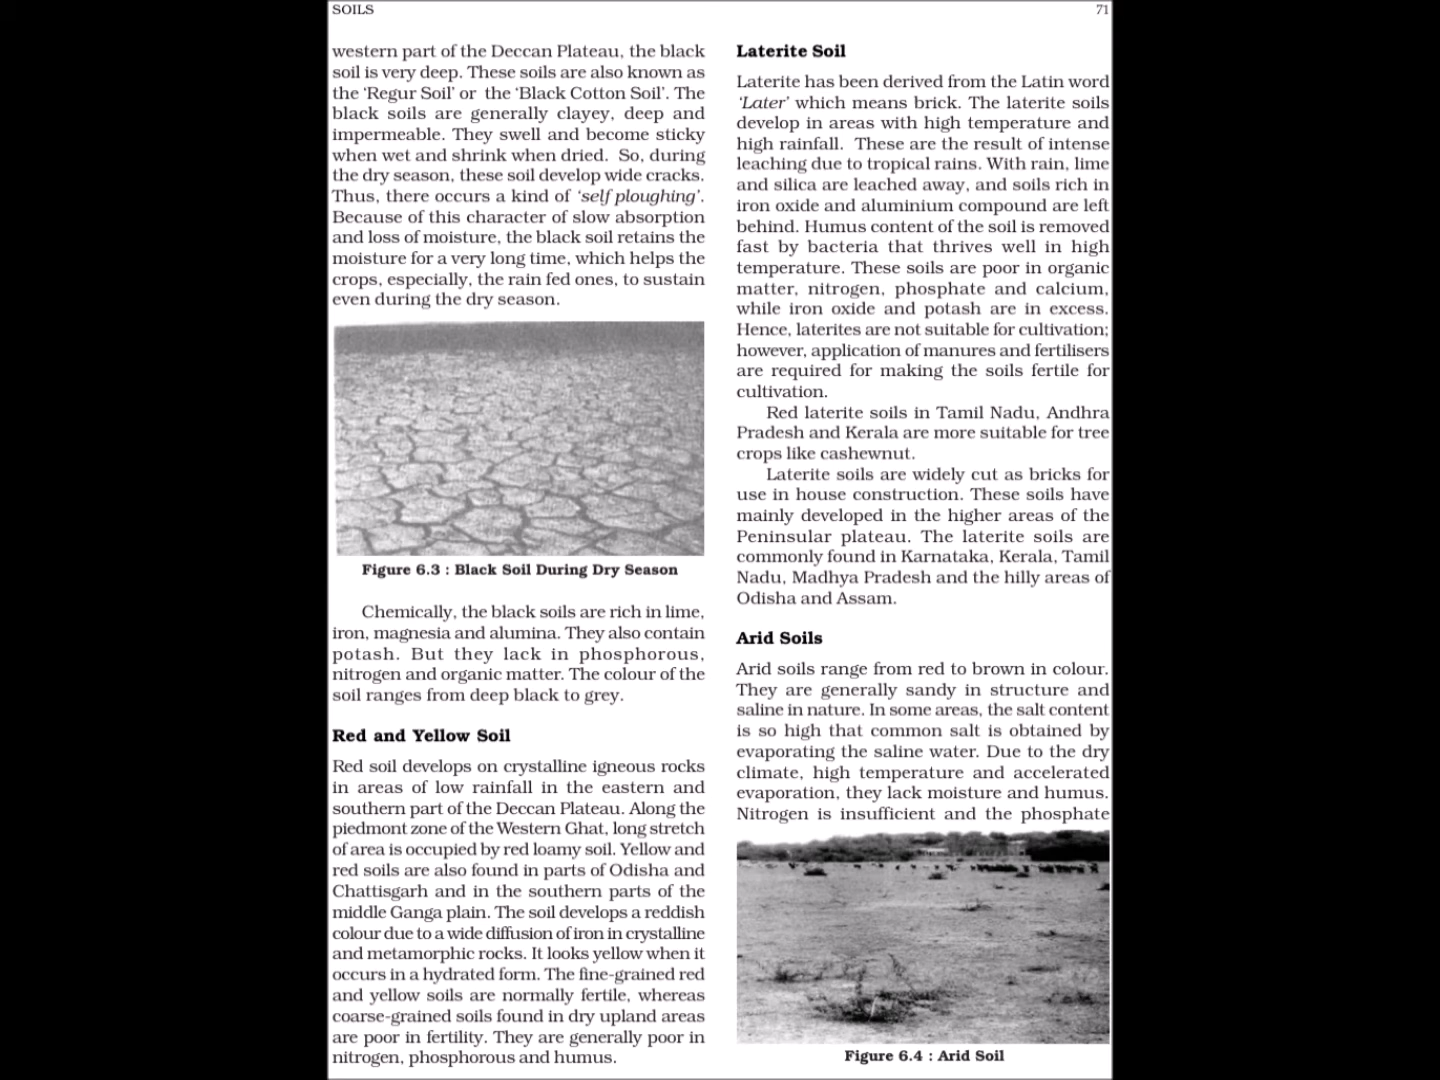 SOILS
71
western part of the Deccan Plateau, the black
soil is very deep. These soils are also known as
the ‘Regur Soil’ or the ‘Black Cotton Soil’. The
black soils are generally clayey, deep and
impermeable. They swell and become sticky
when wet and shrink when dried. So, during
the dry season, these soil develop wide cracks.
Thus, there occurs a kind of ‘self ploughing’.
Because of this character of slow absorption
and loss of moisture, the black soil retains the
moisture for a very long time, which helps the
crops, especially, the rain fed ones, to sustain
even during the dry season.
Figure 6.3 : Black Soil During Dry Season
Chemically, the black soils are rich in lime,
iron, magnesia and alumina. They also contain
potash. But they lack in phosphorous,
nitrogen and organic matter. The colour of the
soil ranges from deep black to grey.
Red and Yellow Soil
Red soil develops on crystalline igneous rocks
in areas of low rainfall in the eastern and
southern part of the Deccan Plateau. Along the
piedmont zone of the Western Ghat, long stretch
of area is occupied by red loamy soil. Yellow and
red soils are also found in parts of Odisha and
Chattisgarh and in the southern parts of the
middle Ganga plain. The soil develops a reddish
colour due to a wide diffusion of iron in crystalline
and metamorphic rocks. It looks yellow when it
occurs in a hydrated form. The fine-grained red
and yellow soils are normally fertile, whereas
coarse-grained soils found in dry upland areas
are poor in fertility. They are generally poor in
nitrogen, phosphorous and humus.
Laterite Soil
Laterite has been derived from the Latin word
‘Later’ which means brick. The laterite soils
develop in areas with high temperature and
high rainfall. These are the result of intense
leaching due to tropical rains. With rain, lime
and silica are leached away, and soils rich in
iron oxide and aluminium compound are left
behind. Humus content of the soil is removed
fast by bacteria that thrives well in high
temperature. These soils are poor in organic
matter, nitrogen, phosphate and calcium,
while iron oxide and potash are in excess.
Hence, laterites are not suitable for cultivation;
however, application of manures and fertilisers
are required for making the soils fertile for
cultivation.
Red laterite soils in Tamil Nadu, Andhra
Pradesh and Kerala are more suitable for tree
crops like cashewnut.
Laterite soils are widely cut as bricks for
use in house construction. These soils have
mainly developed in the higher areas of the
Peninsular plateau. The laterite soils are
commonly found in Karnataka, Kerala, Tamil
Nadu, Madhya Pradesh and the hilly areas of
Odisha and Assam.
Arid Soils
Arid soils range from red to brown in colour.
They are generally sandy in structure and
saline in nature. In some areas, the salt content
is so high that common salt is obtained by
evaporating the saline water. Due to the dry
climate, high temperature and accelerated
evaporation, they lack moisture and humus.
Nitrogen is insufficient and the phosphate
Figure 6.4 : Arid Soil